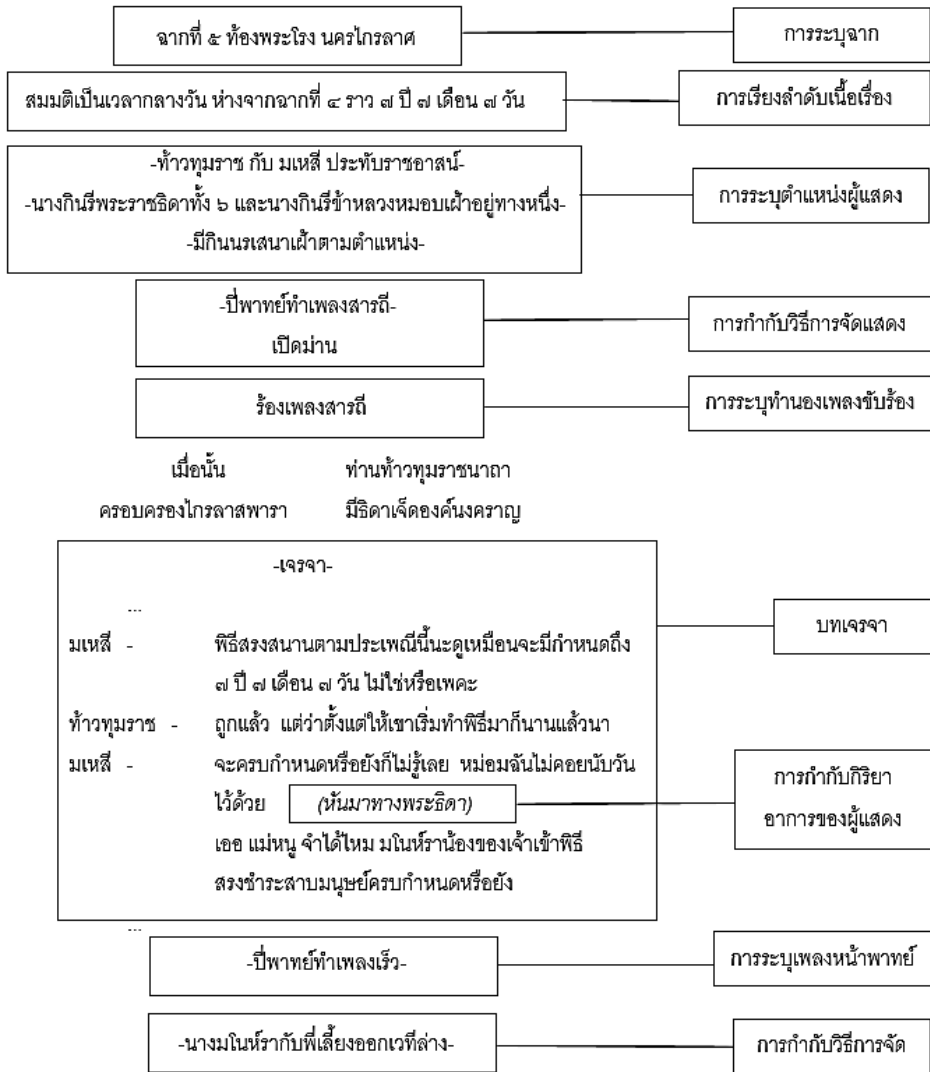 ฉากที่ ๕ ท้องพระโรง นครไกรลาศ
การระบุฉาก
สมมติเป็นเวลากลางวัน ห่างจากฉากที่ ๔ ราว ๗ ปี ๗ เดือน ๗ วัน
การเรียงลำดับเนื้อเรื่อง
-ท้าวทุมราช กับ มเหสี ประทับราชอาสน์-
-นางกินรีพระราชธิดาทั้ง ๖ และนางกินรีข้าหลวงหมอบเฝ้าอยู่ทางหนึ่ง-
-มีกินนรเสนาเฝ้าตามตำแหน่ง-
การระบุตำแหน่งผู้แสดง
-ปี่พาทย์ทำเพลงสารถี-
เปิดม่าน
การกำกับวิธีการจัดแสดง
ร้องเพลงสารถี
การระบุทำนองเพลงขับร้อง
เมื่อนั้น ท่านท้าวทุมราชนาถา
ครอบครองไกรลาสพารา มีธิดาเจ็ดองค์นงคราญ
-เจรจา-
...
บทเจรจา
มเหสี - พิธีสรงสนานตามประเพณีนี้นะดูเหมือนจะมีกำหนดถึง
๗ ปี ๗ เดือน ๗ วัน ไม่ใช่หรือเพคะ
ท้าวทุมราช - ถูกแล้ว แต่ว่าตั้งแต่ให้เขาเริ่มทำพิธีมาก็นานแล้วนา
มเหสี - จะครบกำหนดหรือยังก็ไม่รู้เลย หม่อมฉันไม่คอยนับวัน
ไว้ด้วย (หันมาทางพระธิดา)
การกำกับกิริยา
อาการของผู้แสดง
เออ แม่หนู จำได้ไหม มโนห์ราน้องของเจ้าเข้าพิธี
สรงชำระสาบมนุษย์ครบกำหนดหรือยัง
...
-ปี่พาทย์ทำเพลงเร็ว-
การระบุเพลงหน้าพาทย์
-นางมโนห์รากับพี่เลี้ยงออกเวทีล่าง-
การกำกับวิธีการจัด